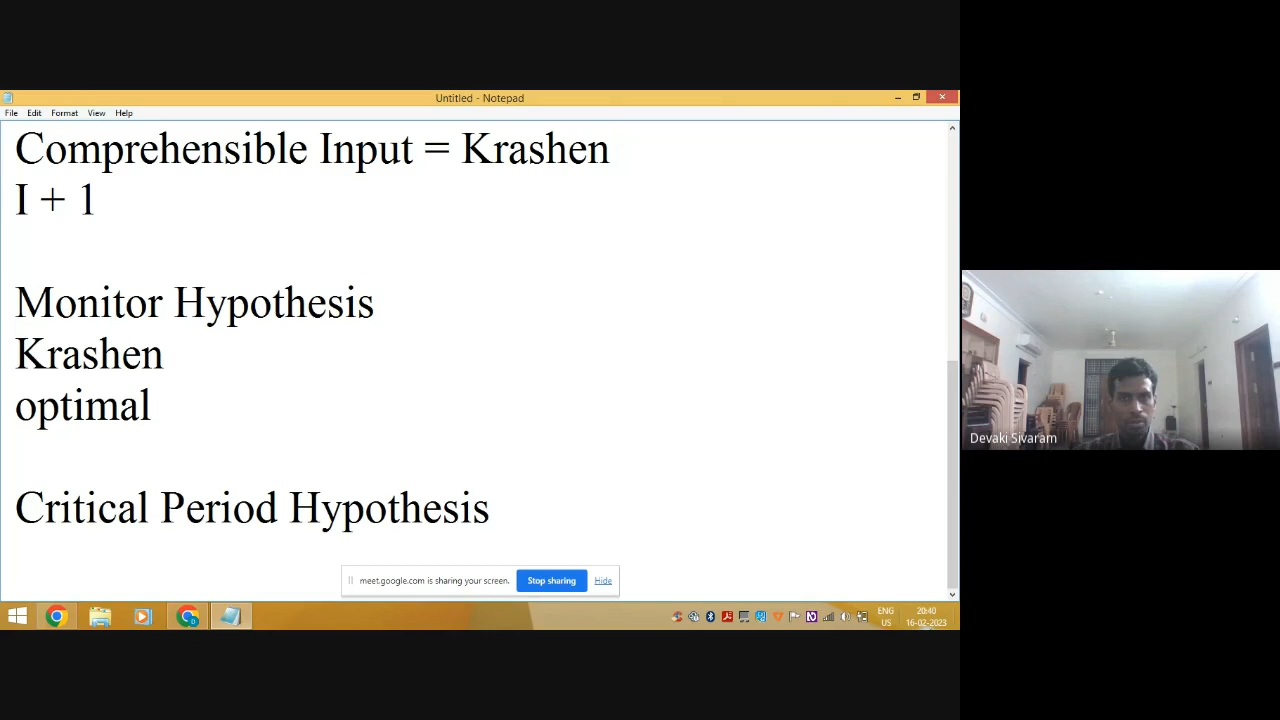 Untitled - Notepad
File Edit Format View Help
Comprehensible Input = Krashen
I + 1
Monitor Hypothesis
Krashen
optimal
Critical Period Hypothesis
meet.google.com is sharing your screen. Stop sharing Hide
ENG
US
20:40
16-02-2023
Devaki Sivaram